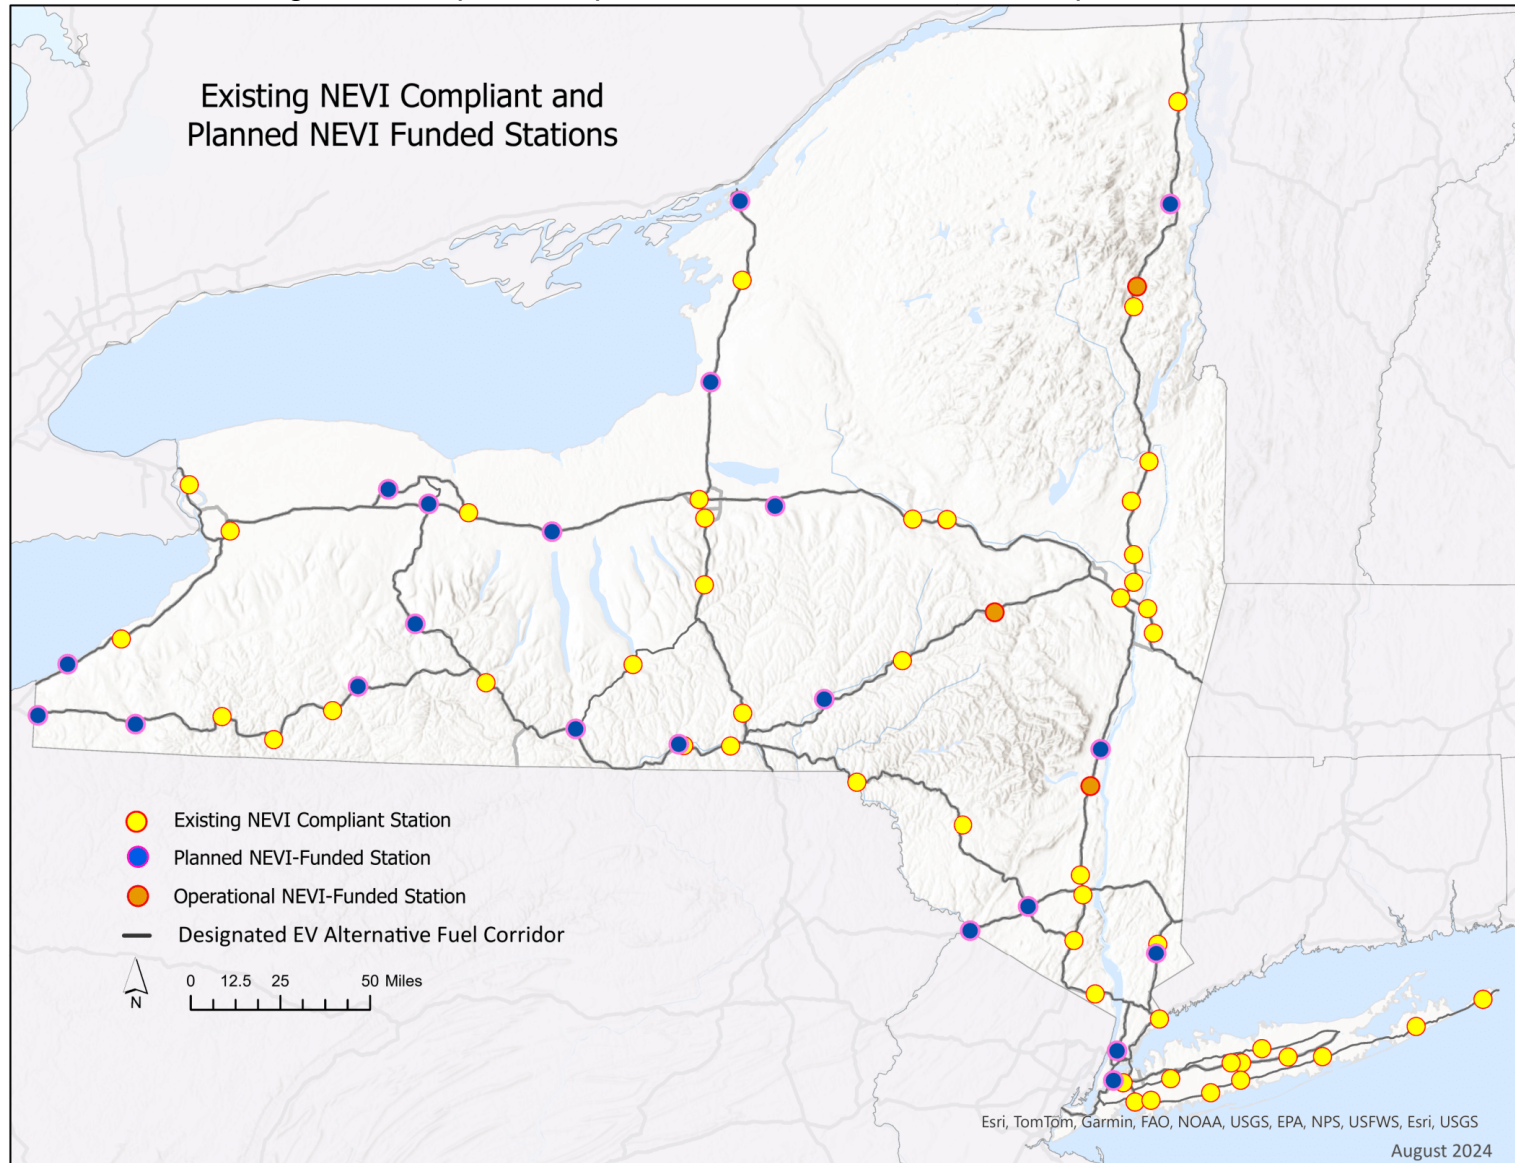 Existing NEVI Compliant and
Planned NEVI Funded Stations
Existing NEVI Compliant Station
Planned NEVI-Funded Station
Operational NEVI-Funded Station
Designated EV Alternative Fuel Corridor
N
0 12.5 25 50 Miles
Esri, TomTom, Garmin, FAO, NOAA, USGS, EPA, NPS, USFWS, Esri, USGS
August 2024